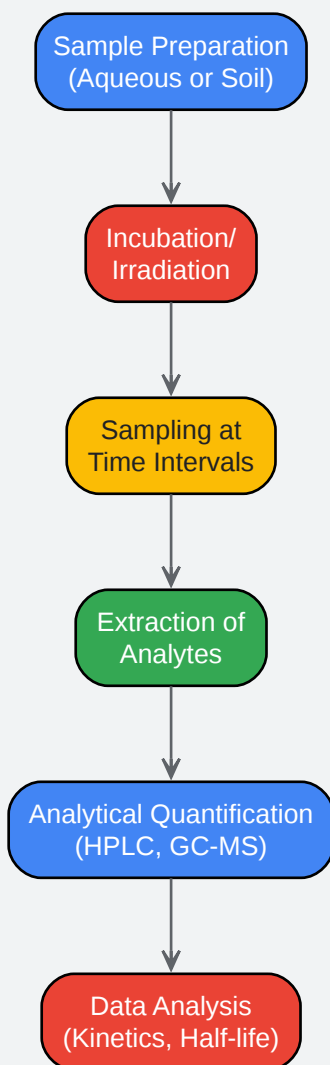 Sample Preparation
(Aqueous or Soil)
Incubation/
Irradiation
Sampling at
Time Intervals
Extraction of
Analytes
Analytical Quantification
(HPLC, GC-MS)
Data Analysis
(Kinetics, Half-life)